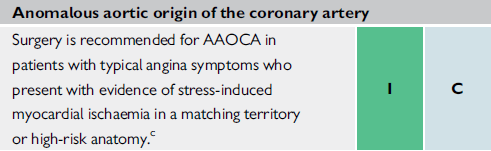 Anomalous aortic origin of the coronary artery
Surgery is recommended for AAOCA in
patients with typical angina symptoms who
present with evidence of stress-induced
myocardial ischaemia in a matching territory
or high-risk anatomy.c
I
C